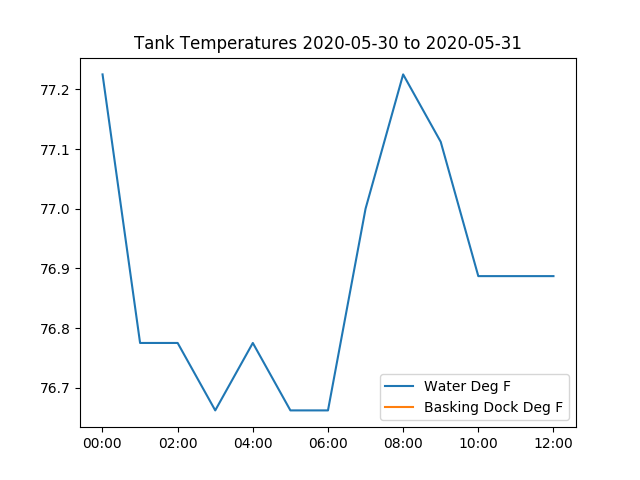 Tank Temperatures 2020-05-30 to 2020-05-31
77.2
77.1
77.0
76.9
76.8
76.7
Water Deg F
Basking Dock Deg F
00:00 02:00 04:00 06:00 08:00 10:00 12:00